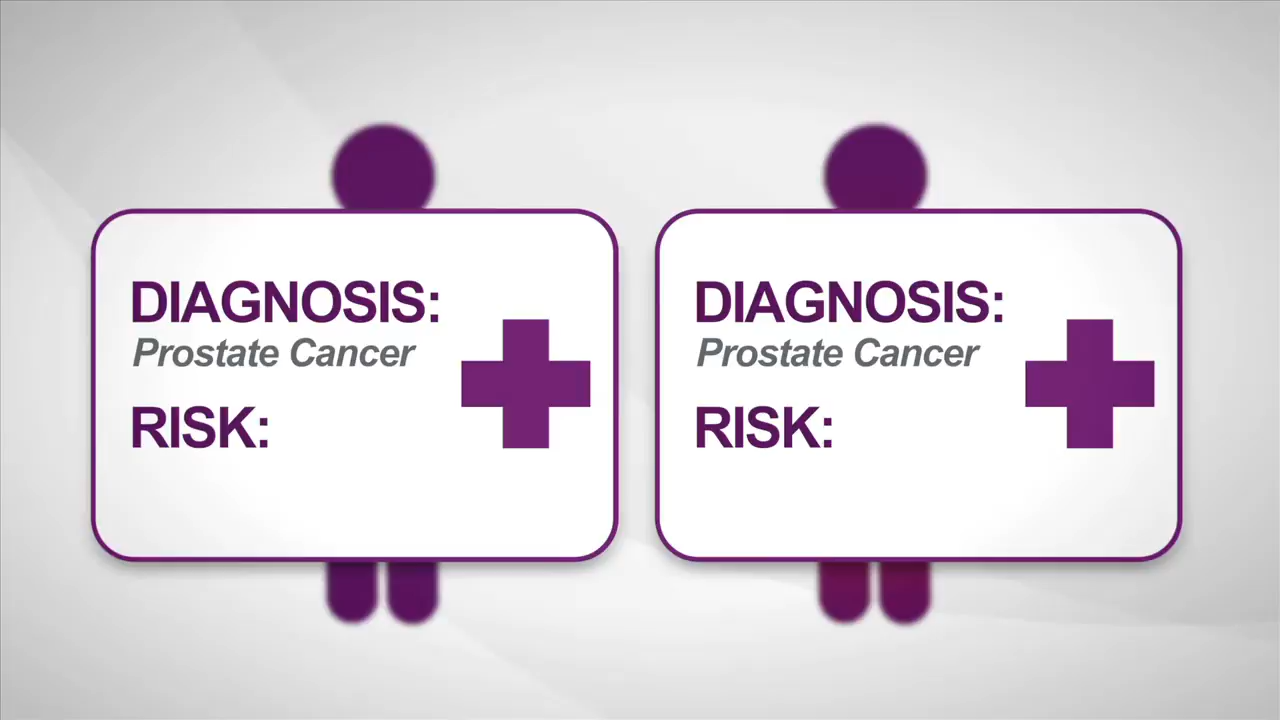 DIAGNOSIS:
Prostate Cancer
RISK:
DIAGNOSIS:
Prostate Cancer
RISK: